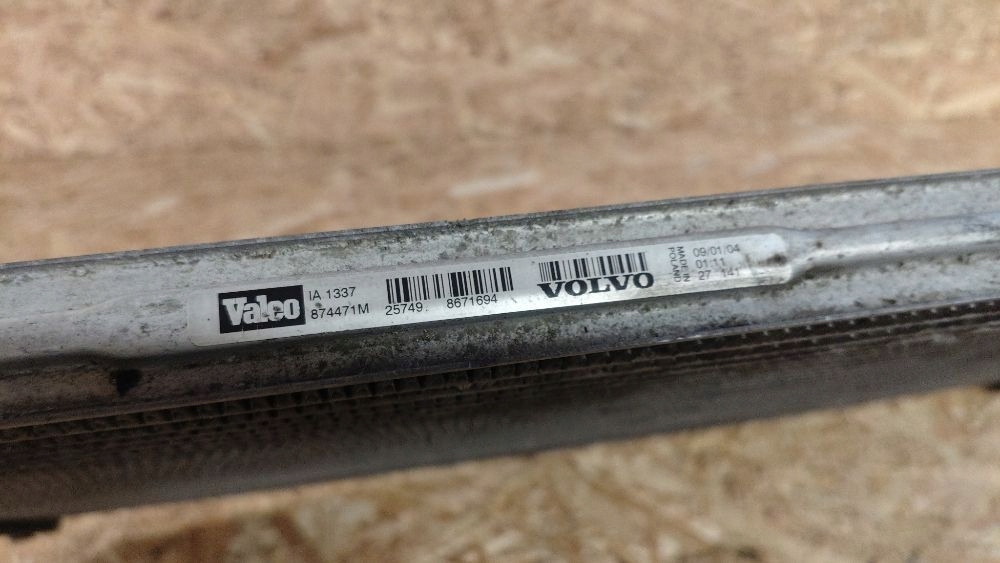 Valeo
IA 1337
874471M
25749 8671694
VOLVO
MADE IN
POLAND
09/01/04
01:11
27 141